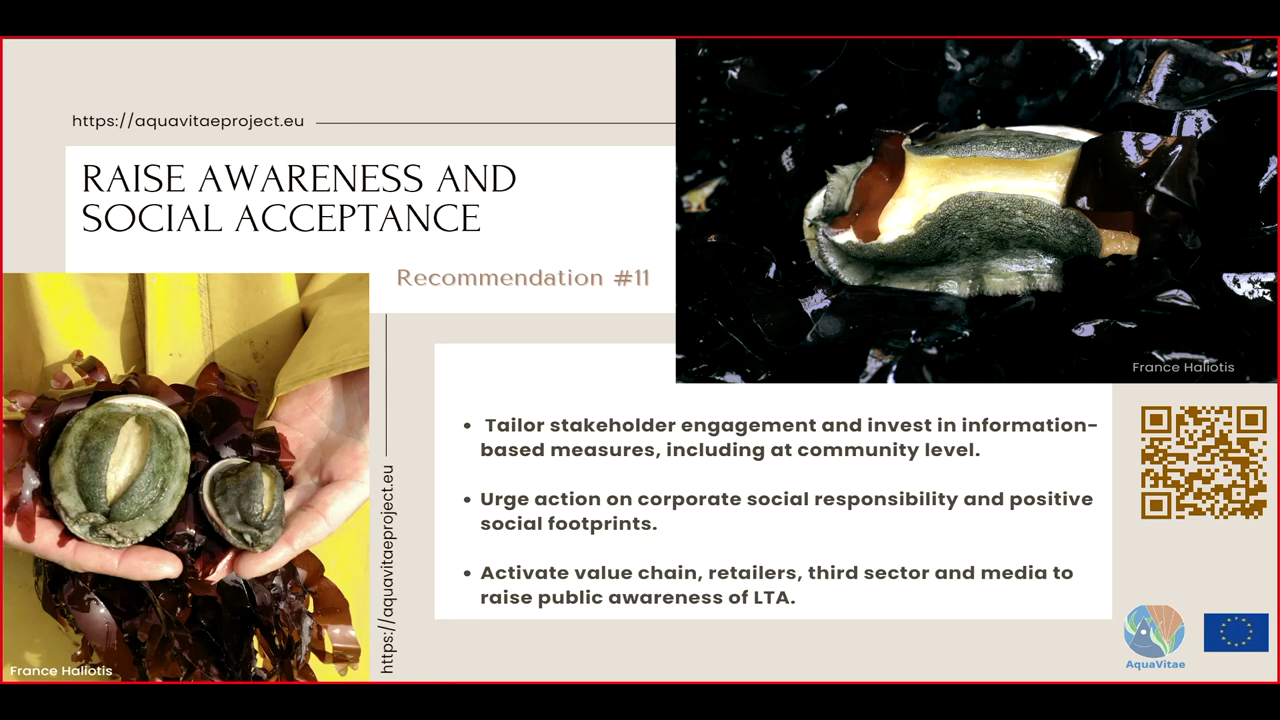 https://aquavitaeproject.eu
RAISE AWARENESS AND
SOCIAL ACCEPTANCE
Recommendation #11
France Haliotis
• Tailor stakeholder engagement and invest in information-
based measures, including at community level.
• Urge action on corporate social responsibility and positive
social footprints.
• Activate value chain, retailers, third sector and media to
raise public awareness of LTA.
https://aquavitaeproject.eu
France Haliotis
AquaVitae